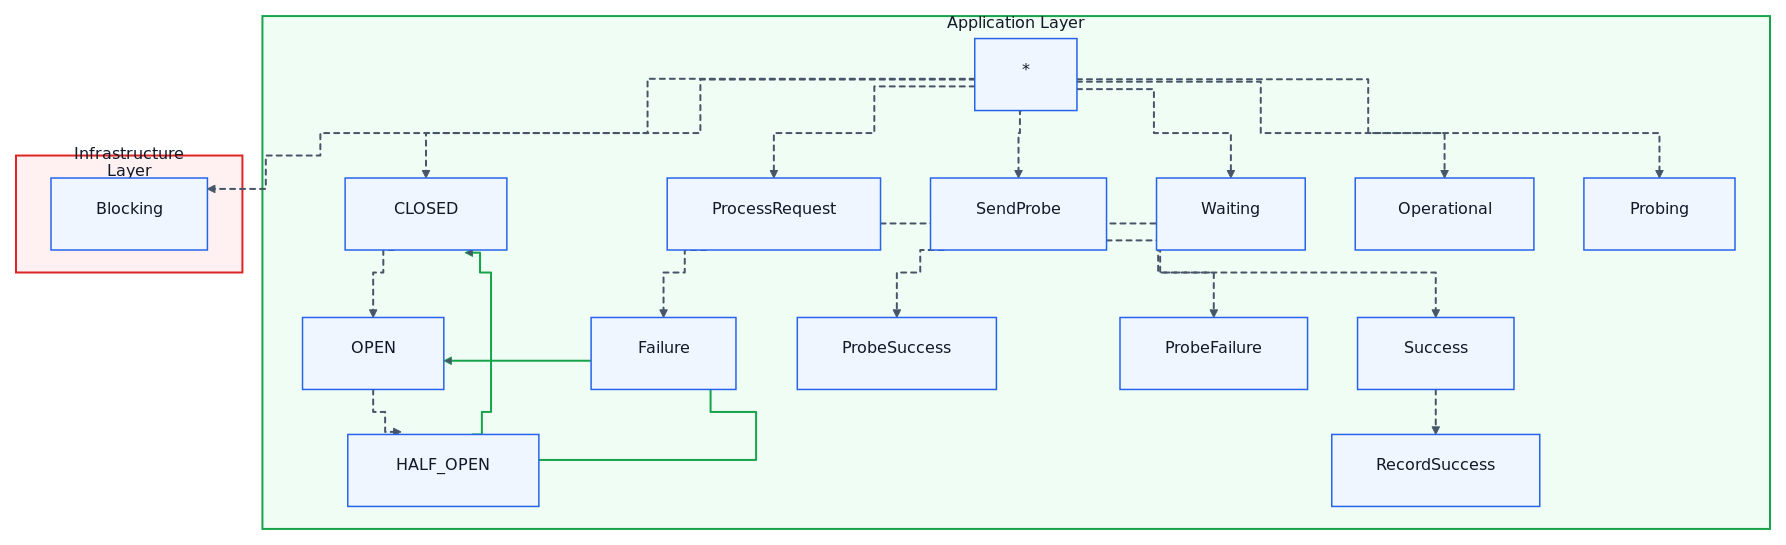 Application Layer
*
Infrastructure
Layer
Blocking
CLOSED
ProcessRequest
SendProbe
Waiting
Operational
Probing
OPEN
Failure
ProbeSuccess
ProbeFailure
Success
HALF_OPEN
RecordSuccess